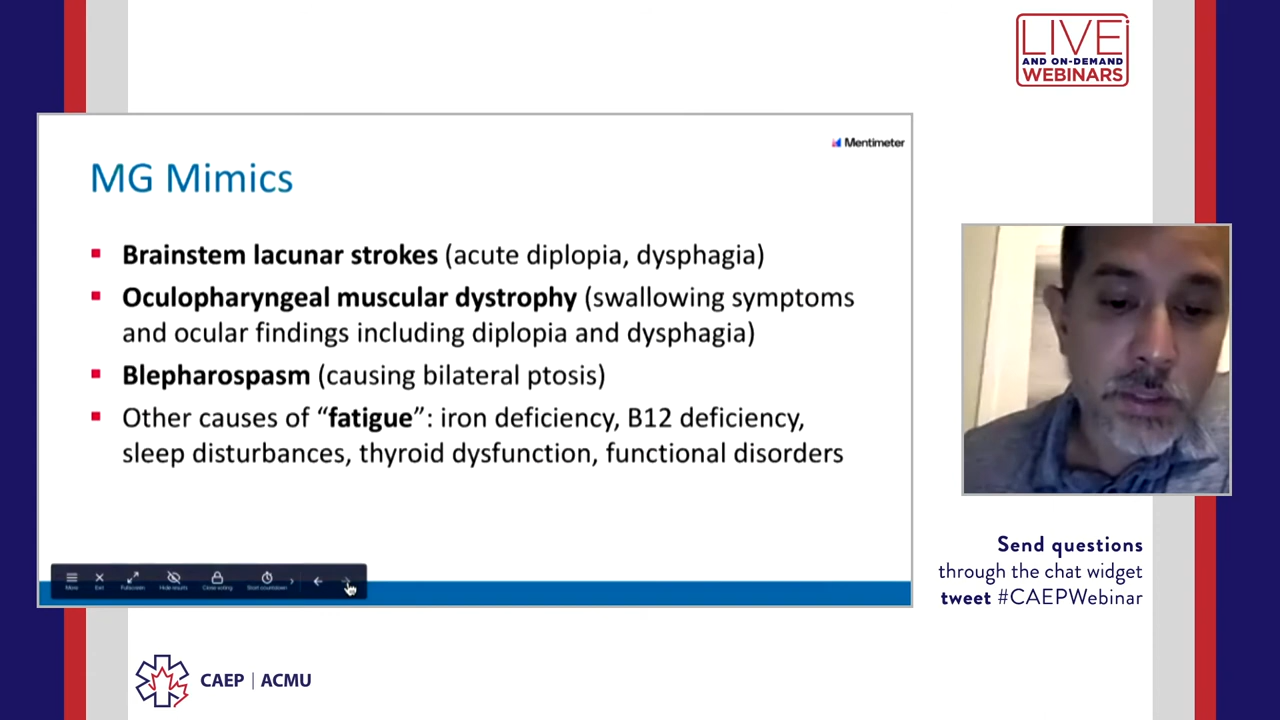 LIVE
AND ON-DEMAND
WEBINARS
Mentimeter
MG Mimics
▪ Brainstem lacunar strokes (acute diplopia, dysphagia)
▪ Oculopharyngeal muscular dystrophy (swallowing symptoms
and ocular findings including diplopia and dysphagia)
▪ Blepharospasm (causing bilateral ptosis)
▪ Other causes of “fatigue”: iron deficiency, B12 deficiency,
sleep disturbances, thyroid dysfunction, functional disorders
More Exit Fullscreen Hide results Close voting Start countdown
Send questions
through the chat widget
tweet #CAEPWebinar
CAEP | ACMU